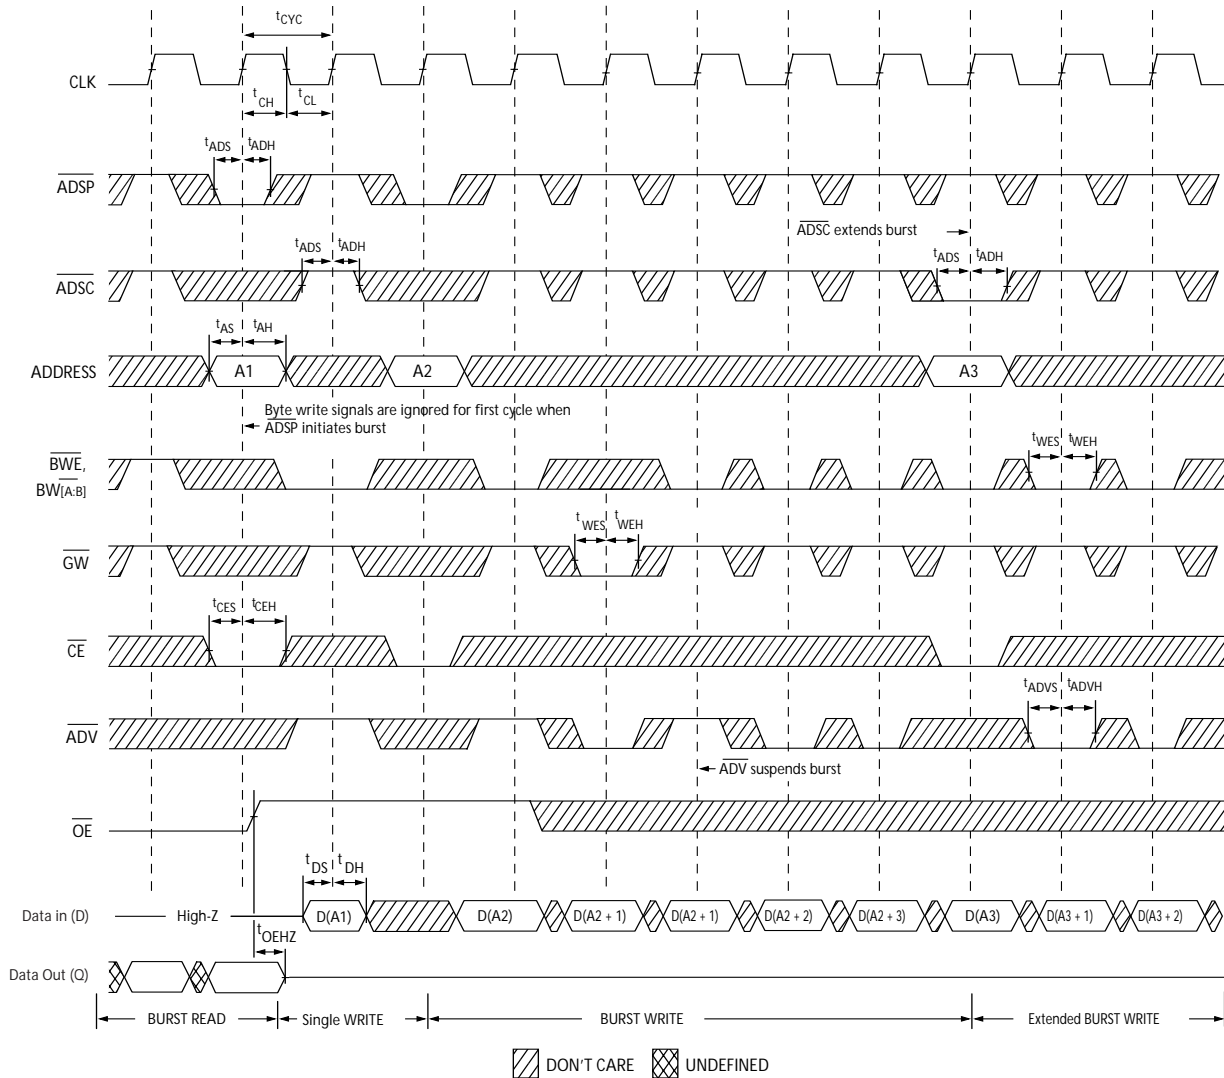 tCYC
CLK
tCH
tCL
tADS
tADH
ADSP
ADSC extends burst
tADS
tADH
tADS
tADH
ADSC
tAS
tAH
ADDRESS
A1
A2
A3
Byte write signals are ignored for first cycle when
ADSP initiates burst
tWES
tWEH
BWE,
BW[A:B]
tWES
tWEH
GW
tCES
tCEH
CE
tADVS
tADVH
ADV
ADV suspends burst
OE
tDS
tDH
Data in (D)
High-Z
D(A1)
D(A2)
D(A2 + 1)
D(A2 + 1)
D(A2 + 2)
D(A2 + 3)
D(A3)
D(A3 + 1)
D(A3 + 2)
tOEHZ
Data Out (Q)
BURST READ
Single WRITE
BURST WRITE
Extended BURST WRITE
DON'T CARE
UNDEFINED